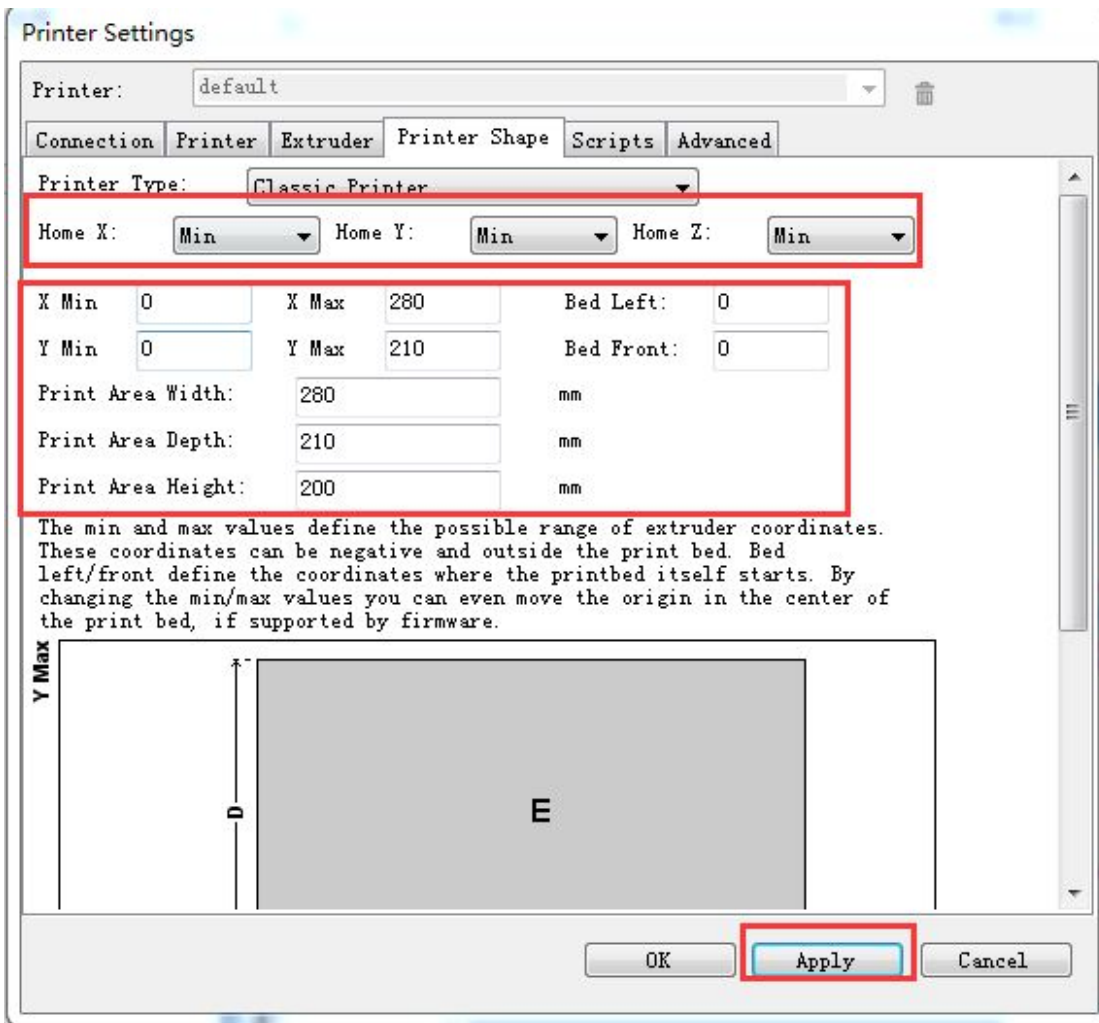 Printer Settings
Printer: default
Connection Printer Extruder Printer Shape Scripts Advanced
Printer Type: Classic Printer
Home X: Min Home Y: Min Home Z: Min
X Min 0 X Max 280 Bed Left: 0
Y Min 0 Y Max 210 Bed Front: 0
Print Area Width: 280 mm
Print Area Depth: 210 mm
Print Area Height: 200 mm
The min and max values define the possible range of extruder coordinates.
These coordinates can be negative and outside the print bed. Bed
left/front define the coordinates where the printbed itself starts. By
changing the min/max values you can even move the origin in the center of
the print bed, if supported by firmware.
Y Max
D
E
OK Apply Cancel